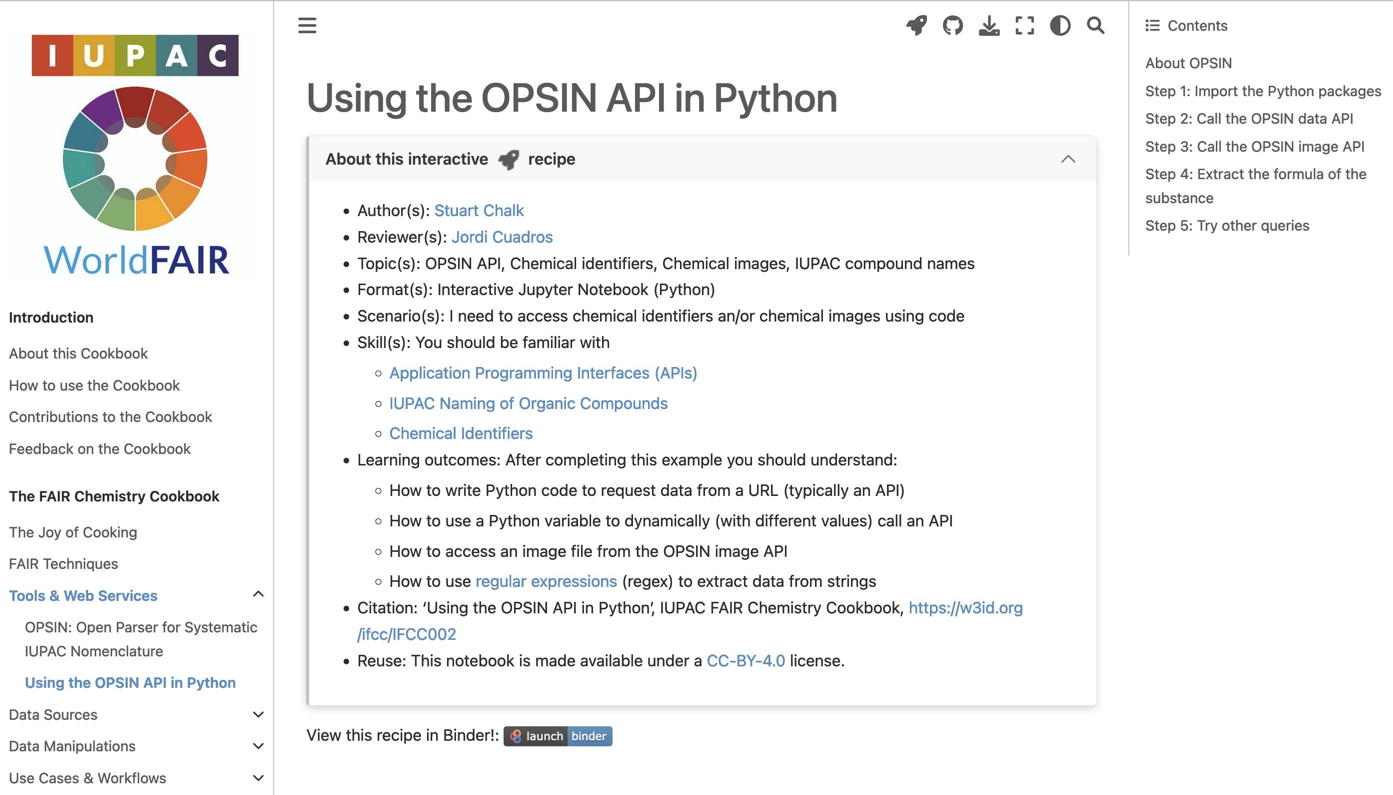 IUPAC
WorldFAIR
Introduction
About this Cookbook
How to use the Cookbook
Contributions to the Cookbook
Feedback on the Cookbook
The FAIR Chemistry Cookbook
The Joy of Cooking
FAIR Techniques
Tools & Web Services
OPSIN: Open Parser for Systematic
IUPAC Nomenclature
Using the OPSIN API in Python
Data Sources
Data Manipulations
Use Cases & Workflows
Using the OPSIN API in Python
About this interactive recipe
Author(s): Stuart Chalk
Reviewer(s): Jordi Cuadros
Topic(s): OPSIN API, Chemical identifiers, Chemical images, IUPAC compound names
Format(s): Interactive Jupyter Notebook (Python)
Scenario(s): I need to access chemical identifiers an/or chemical images using code
Skill(s): You should be familiar with
Application Programming Interfaces (APIs)
IUPAC Naming of Organic Compounds
Chemical Identifiers
Learning outcomes: After completing this example you should understand:
How to write Python code to request data from a URL (typically an API)
How to use a Python variable to dynamically (with different values) call an API
How to access an image file from the OPSIN image API
How to use regular expressions (regex) to extract data from strings
Citation: ‘Using the OPSIN API in Python’, IUPAC FAIR Chemistry Cookbook, https://w3id.org
/ifcc/IFCC002
Reuse: This notebook is made available under a CC-BY-4.0 license.
View this recipe in Binder!: launch binder
Contents
About OPSIN
Step 1: Import the Python packages
Step 2: Call the OPSIN data API
Step 3: Call the OPSIN image API
Step 4: Extract the formula of the
substance
Step 5: Try other queries